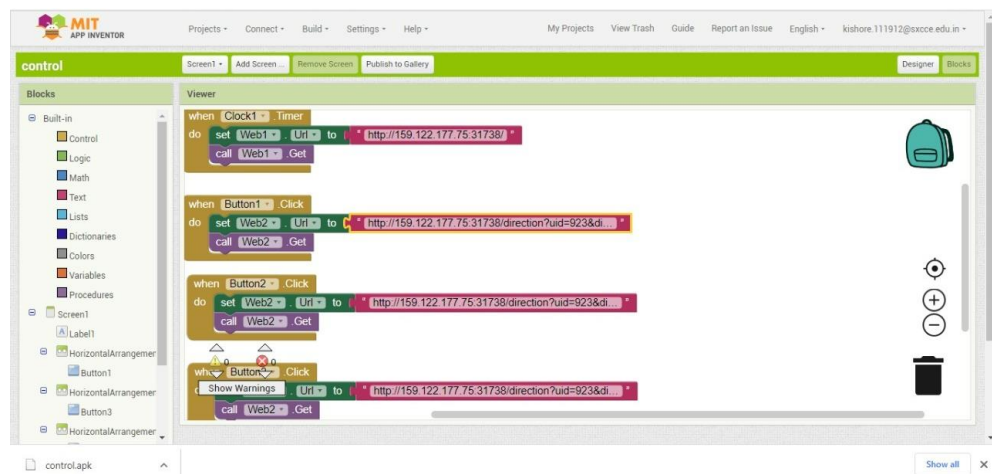 MIT
APP INVENTOR
Projects Connect Build Settings Help My Projects View Trash Guide Report an Issue English kishore.111912@sxcce.edu.in
control Screen1 Add Screen ... Remove Screen Publish to Gallery Designer Blocks
Blocks
Built-in
Control
Logic
Math
Text
Lists
Dictionaries
Colors
Variables
Procedures
Screen1
Label1
HorizontalArrangemer
Button1
HorizontalArrangemer
Button3
HorizontalArrangemer
Viewer
when Clock1 .Timer
do set Web1 . Url to " http://159.122.177.75:31738/ "
call Web1 .Get
when Button1 .Click
do set Web2 . Url to " http://159.122.177.75:31738/direction?uid=923&di... "
call Web2 .Get
when Button2 .Click
do set Web2 . Url to " http://159.122.177.75:31738/direction?uid=923&di... "
call Web2 .Get
0 0
Show Warnings
.Click
. Url to " http://159.122.177.75:31738/direction?uid=923&di... "
call Web2 .Get
control.apk Show all X